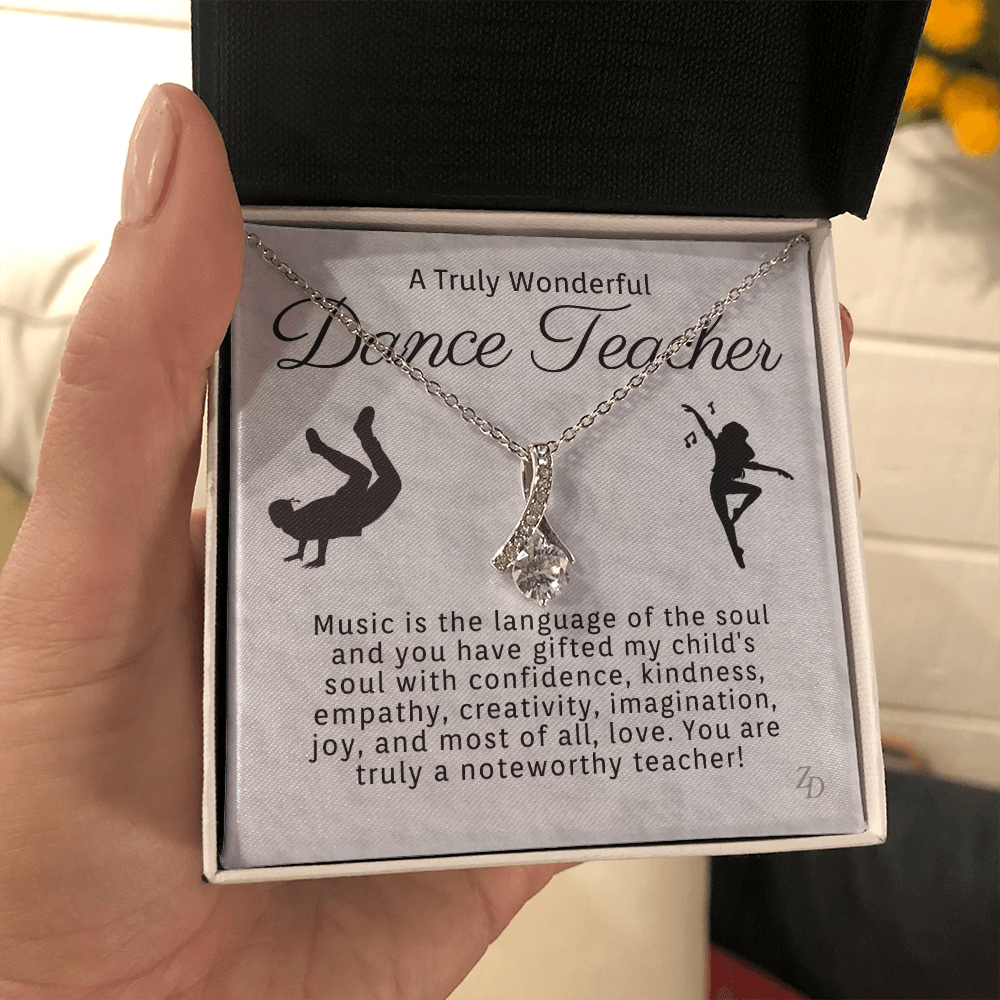 A Truly Wonderful
Dance Teacher
Music is the language of the soul
and you have gifted my child's
soul with confidence, kindness,
empathy, creativity, imagination,
joy, and most of all, love. You are
truly a noteworthy teacher!
ZD